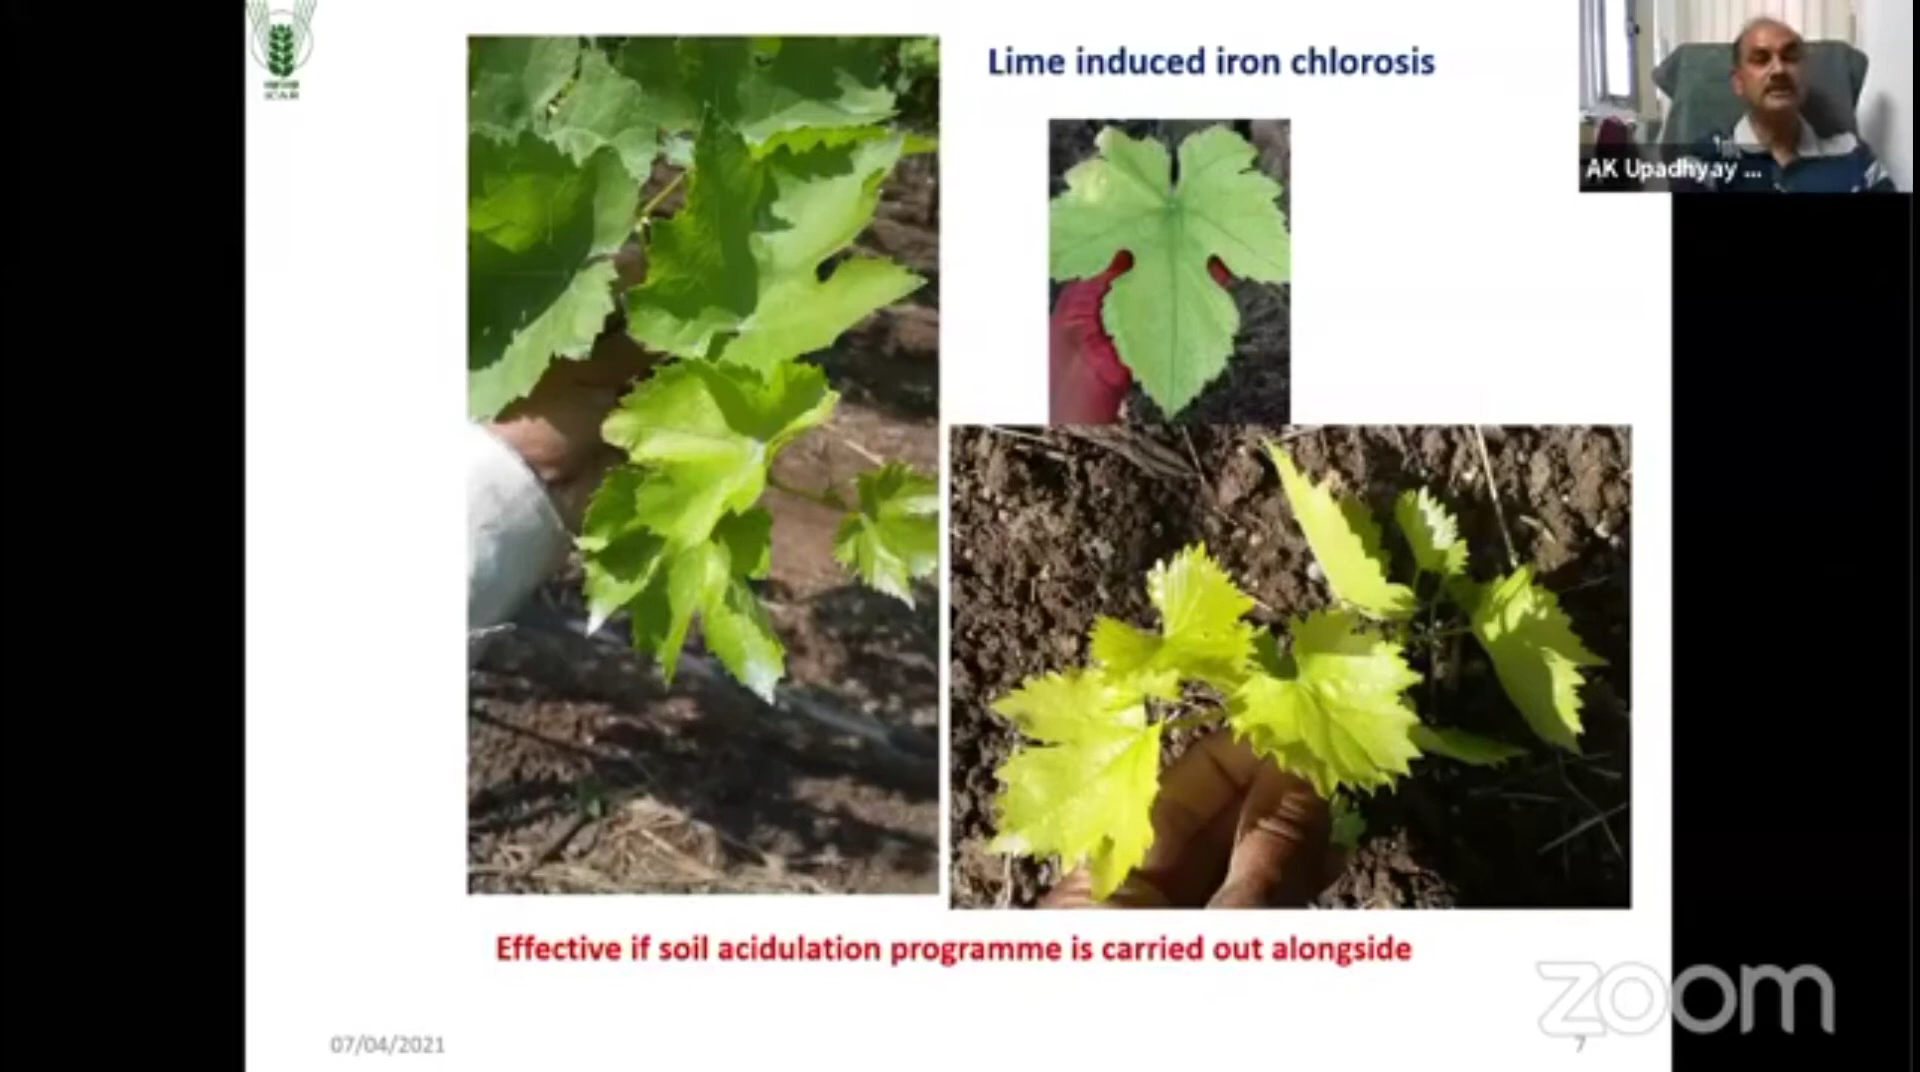 ICAR
Lime induced iron chlorosis
AK Upadhyay ...
Effective if soil acidulation programme is carried out alongside
zoom
07/04/2021
7